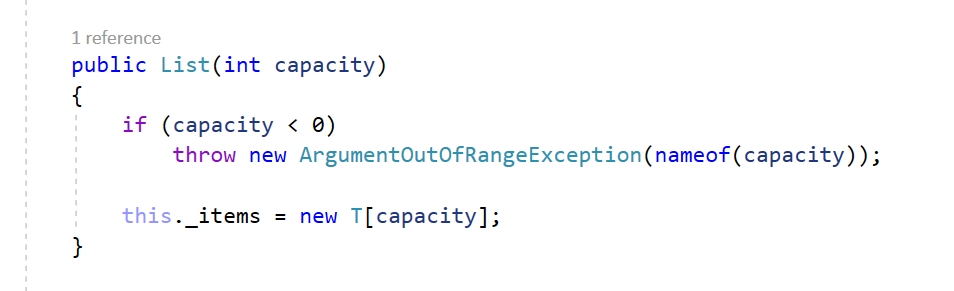 1 reference
public List(int capacity)
{
if (capacity < 0)
throw new ArgumentOutOfRangeException(nameof(capacity));
this._items = new T[capacity];
}